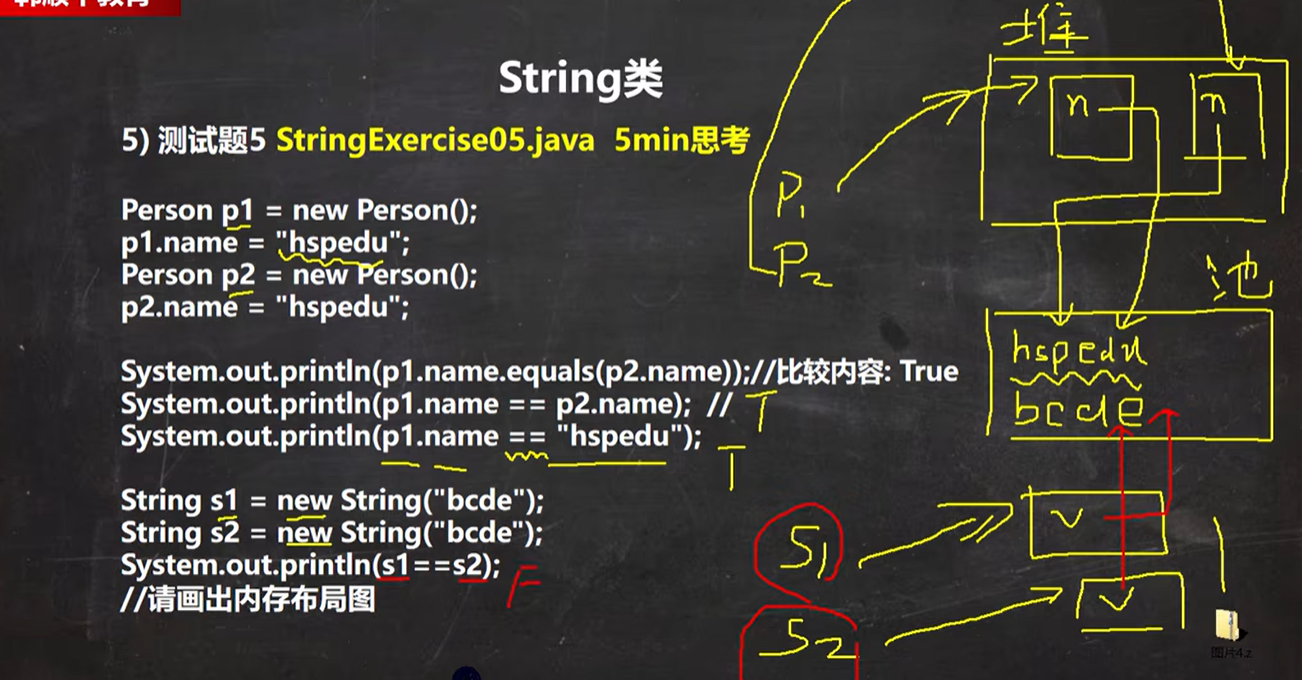 String类
5) 测试题5 StringExercise05.java 5min思考
Person p1 = new Person();
p1.name = "hspedu";
Person p2 = new Person();
p2.name = "hspedu";
System.out.println(p1.name.equals(p2.name));//比较内容: True
System.out.println(p1.name == p2.name); // T
System.out.println(p1.name == "hspedu"); T
String s1 = new String("bcde");
String s2 = new String("bcde");
System.out.println(s1==s2); F
//请画出内存布局图
堆
n
n
P1
P2
池
hspedu
bcde
S1
v
S2
v
图片4.z